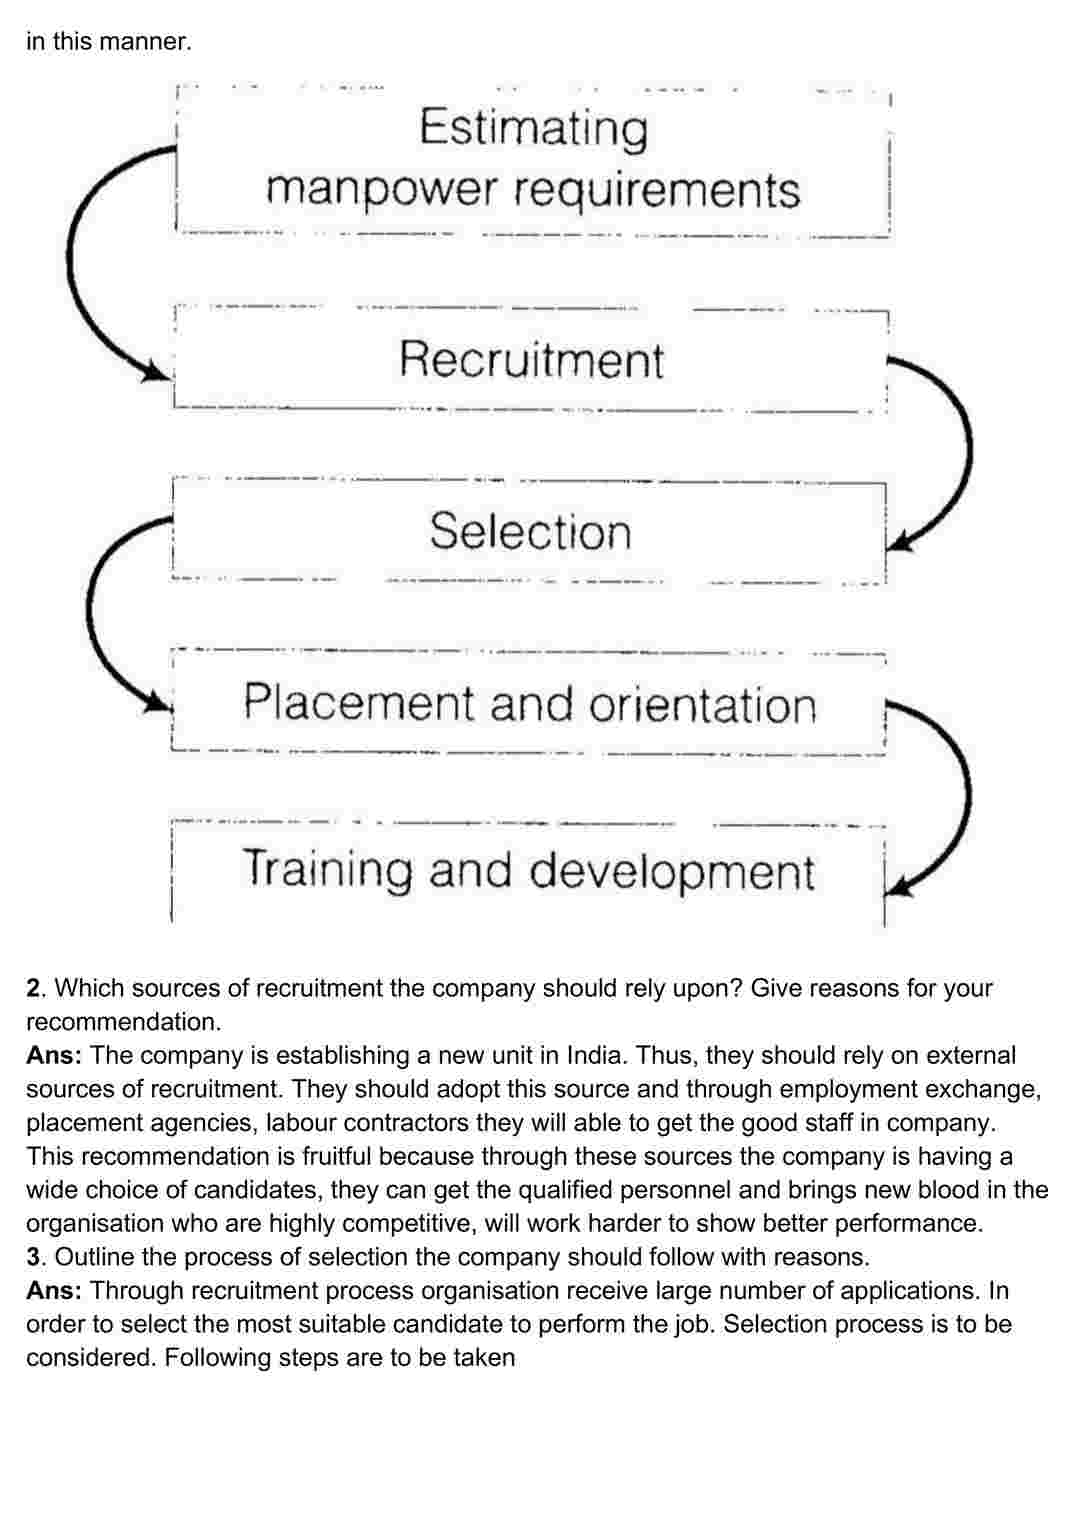 in this manner.
Estimating
manpower requirements
Recruitment
Selection
Placement and orientation
Training and development
2. Which sources of recruitment the company should rely upon? Give reasons for your
recommendation.
Ans: The company is establishing a new unit in India. Thus, they should rely on external
sources of recruitment. They should adopt this source and through employment exchange,
placement agencies, labour contractors they will able to get the good staff in company.
This recommendation is fruitful because through these sources the company is having a
wide choice of candidates, they can get the qualified personnel and brings new blood in the
organisation who are highly competitive, will work harder to show better performance.
3. Outline the process of selection the company should follow with reasons.
Ans: Through recruitment process organisation receive large number of applications. In
order to select the most suitable candidate to perform the job. Selection process is to be
considered. Following steps are to be taken